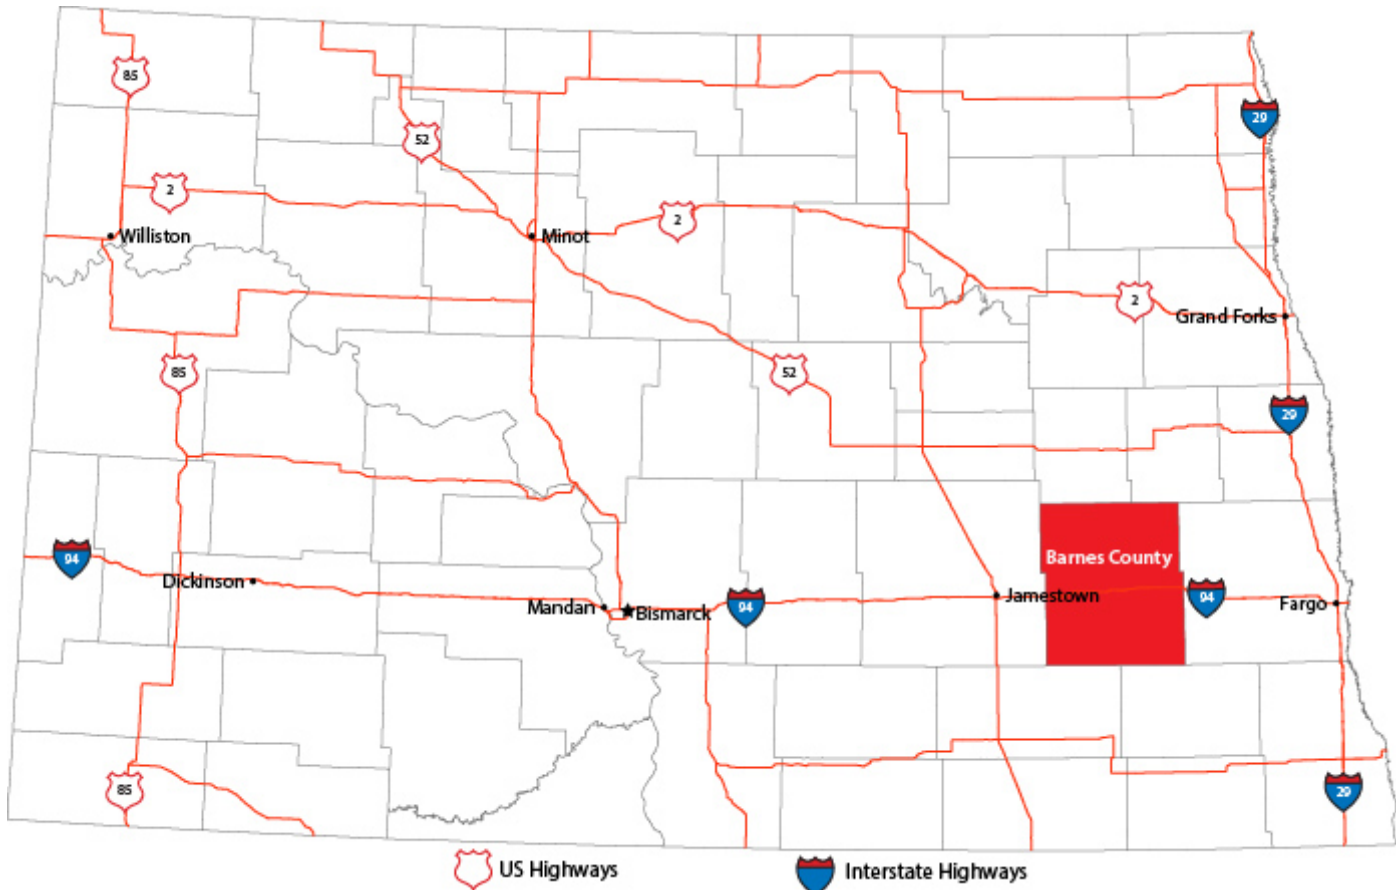 85
29
52
2
2
Williston
Minot
2
Grand Forks
85
52
29
Barnes County
94
Dickinson
Mandan
Bismarck
94
Jamestown
94
Fargo
85
29
US Highways
Interstate Highways